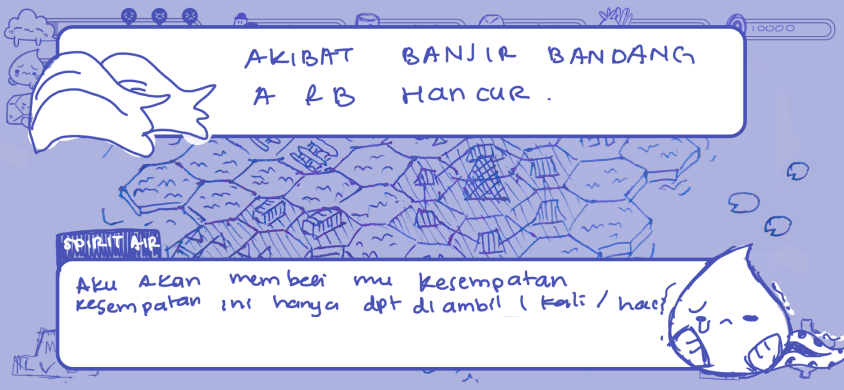 10000
AKIBAT BANJIR BANDANG
A RB HanCUR.
SPIRIT AIR
AKU AKan memberi mu Kesempatan
Kesempatan ini hanya dpt di ambil 1 kali / hari